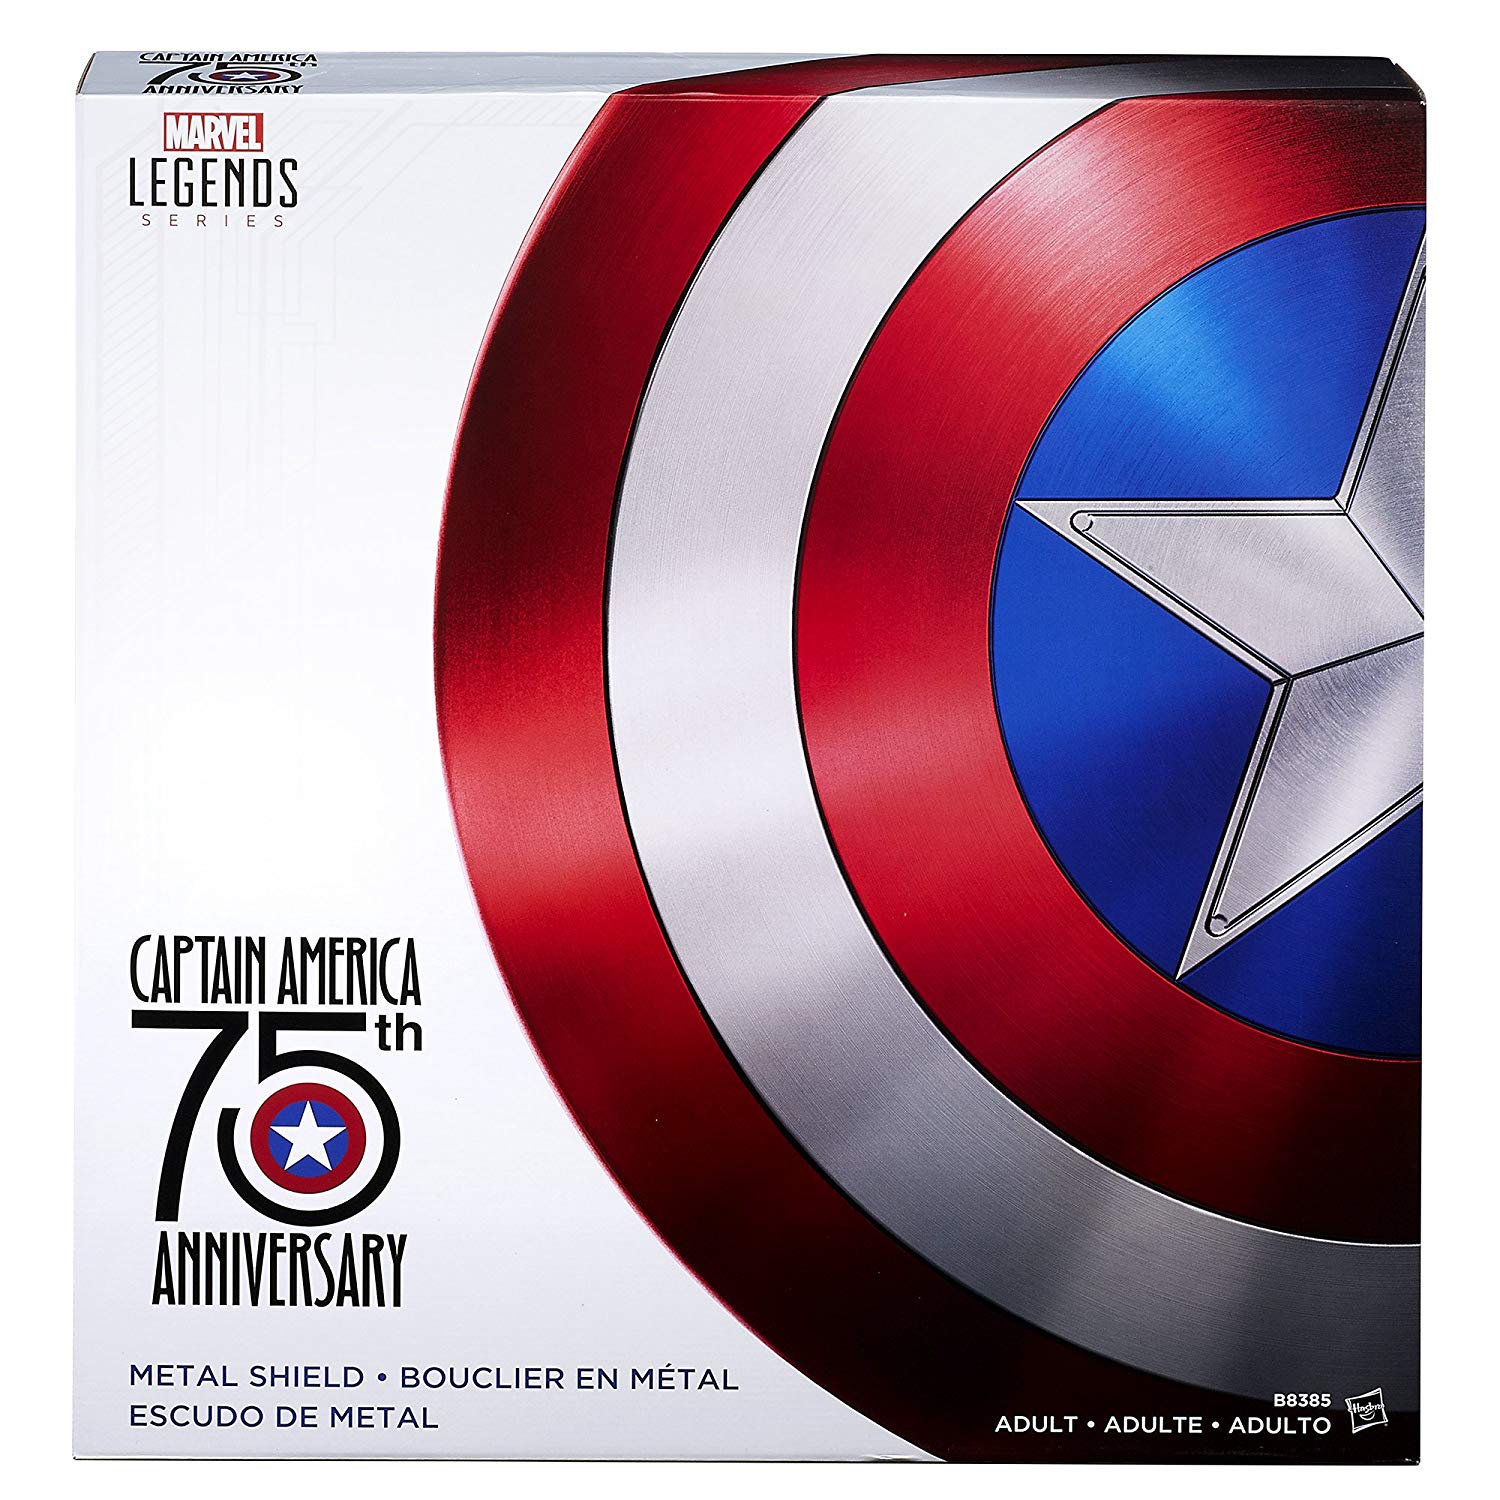 CAPTAIN AMERICA
75th
ANNIVERSARY
MARVEL
LEGENDS
SERIES
CAPTAIN AMERICA
75th
ANNIVERSARY
METAL SHIELD • BOUCLIER EN MÉTAL
ESCUDO DE METAL
B8385
ADULT • ADULTE • ADULTO
Hasbro